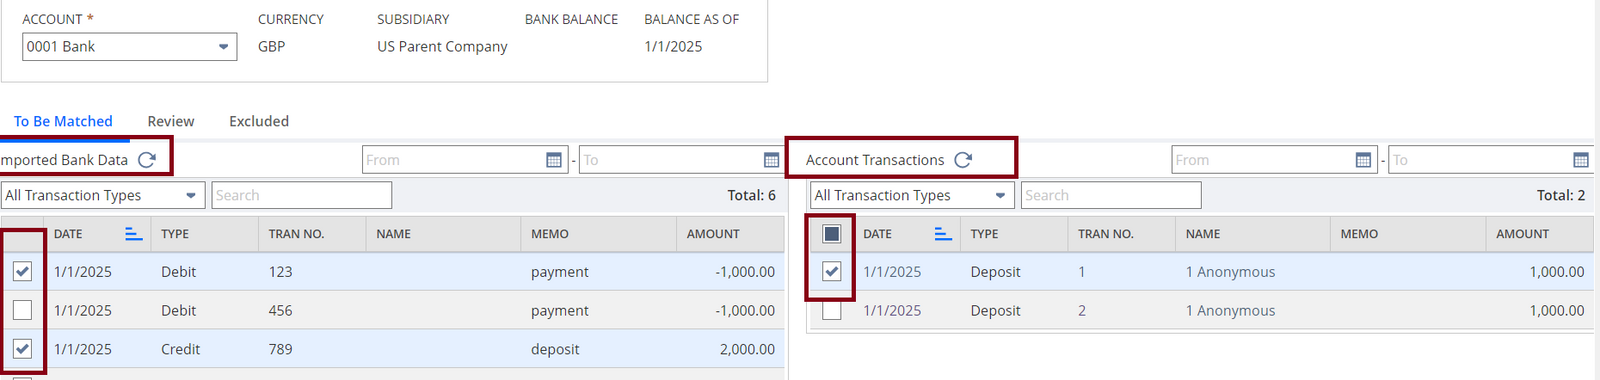 ACCOUNT * CURRENCY SUBSIDIARY BANK BALANCE BALANCE AS OF
0001 Bank GBP US Parent Company 1/1/2025
To Be Matched Review Excluded
mported Bank Data From - To
All Transaction Types Search Total: 6
DATE TYPE TRAN NO. NAME MEMO AMOUNT
1/1/2025 Debit 123 payment -1,000.00
1/1/2025 Debit 456 payment -1,000.00
1/1/2025 Credit 789 deposit 2,000.00
Account Transactions From - To
All Transaction Types Search Total: 2
DATE TYPE TRAN NO. NAME MEMO AMOUNT
1/1/2025 Deposit 1 1 Anonymous 1,000.00
1/1/2025 Deposit 2 1 Anonymous 1,000.00